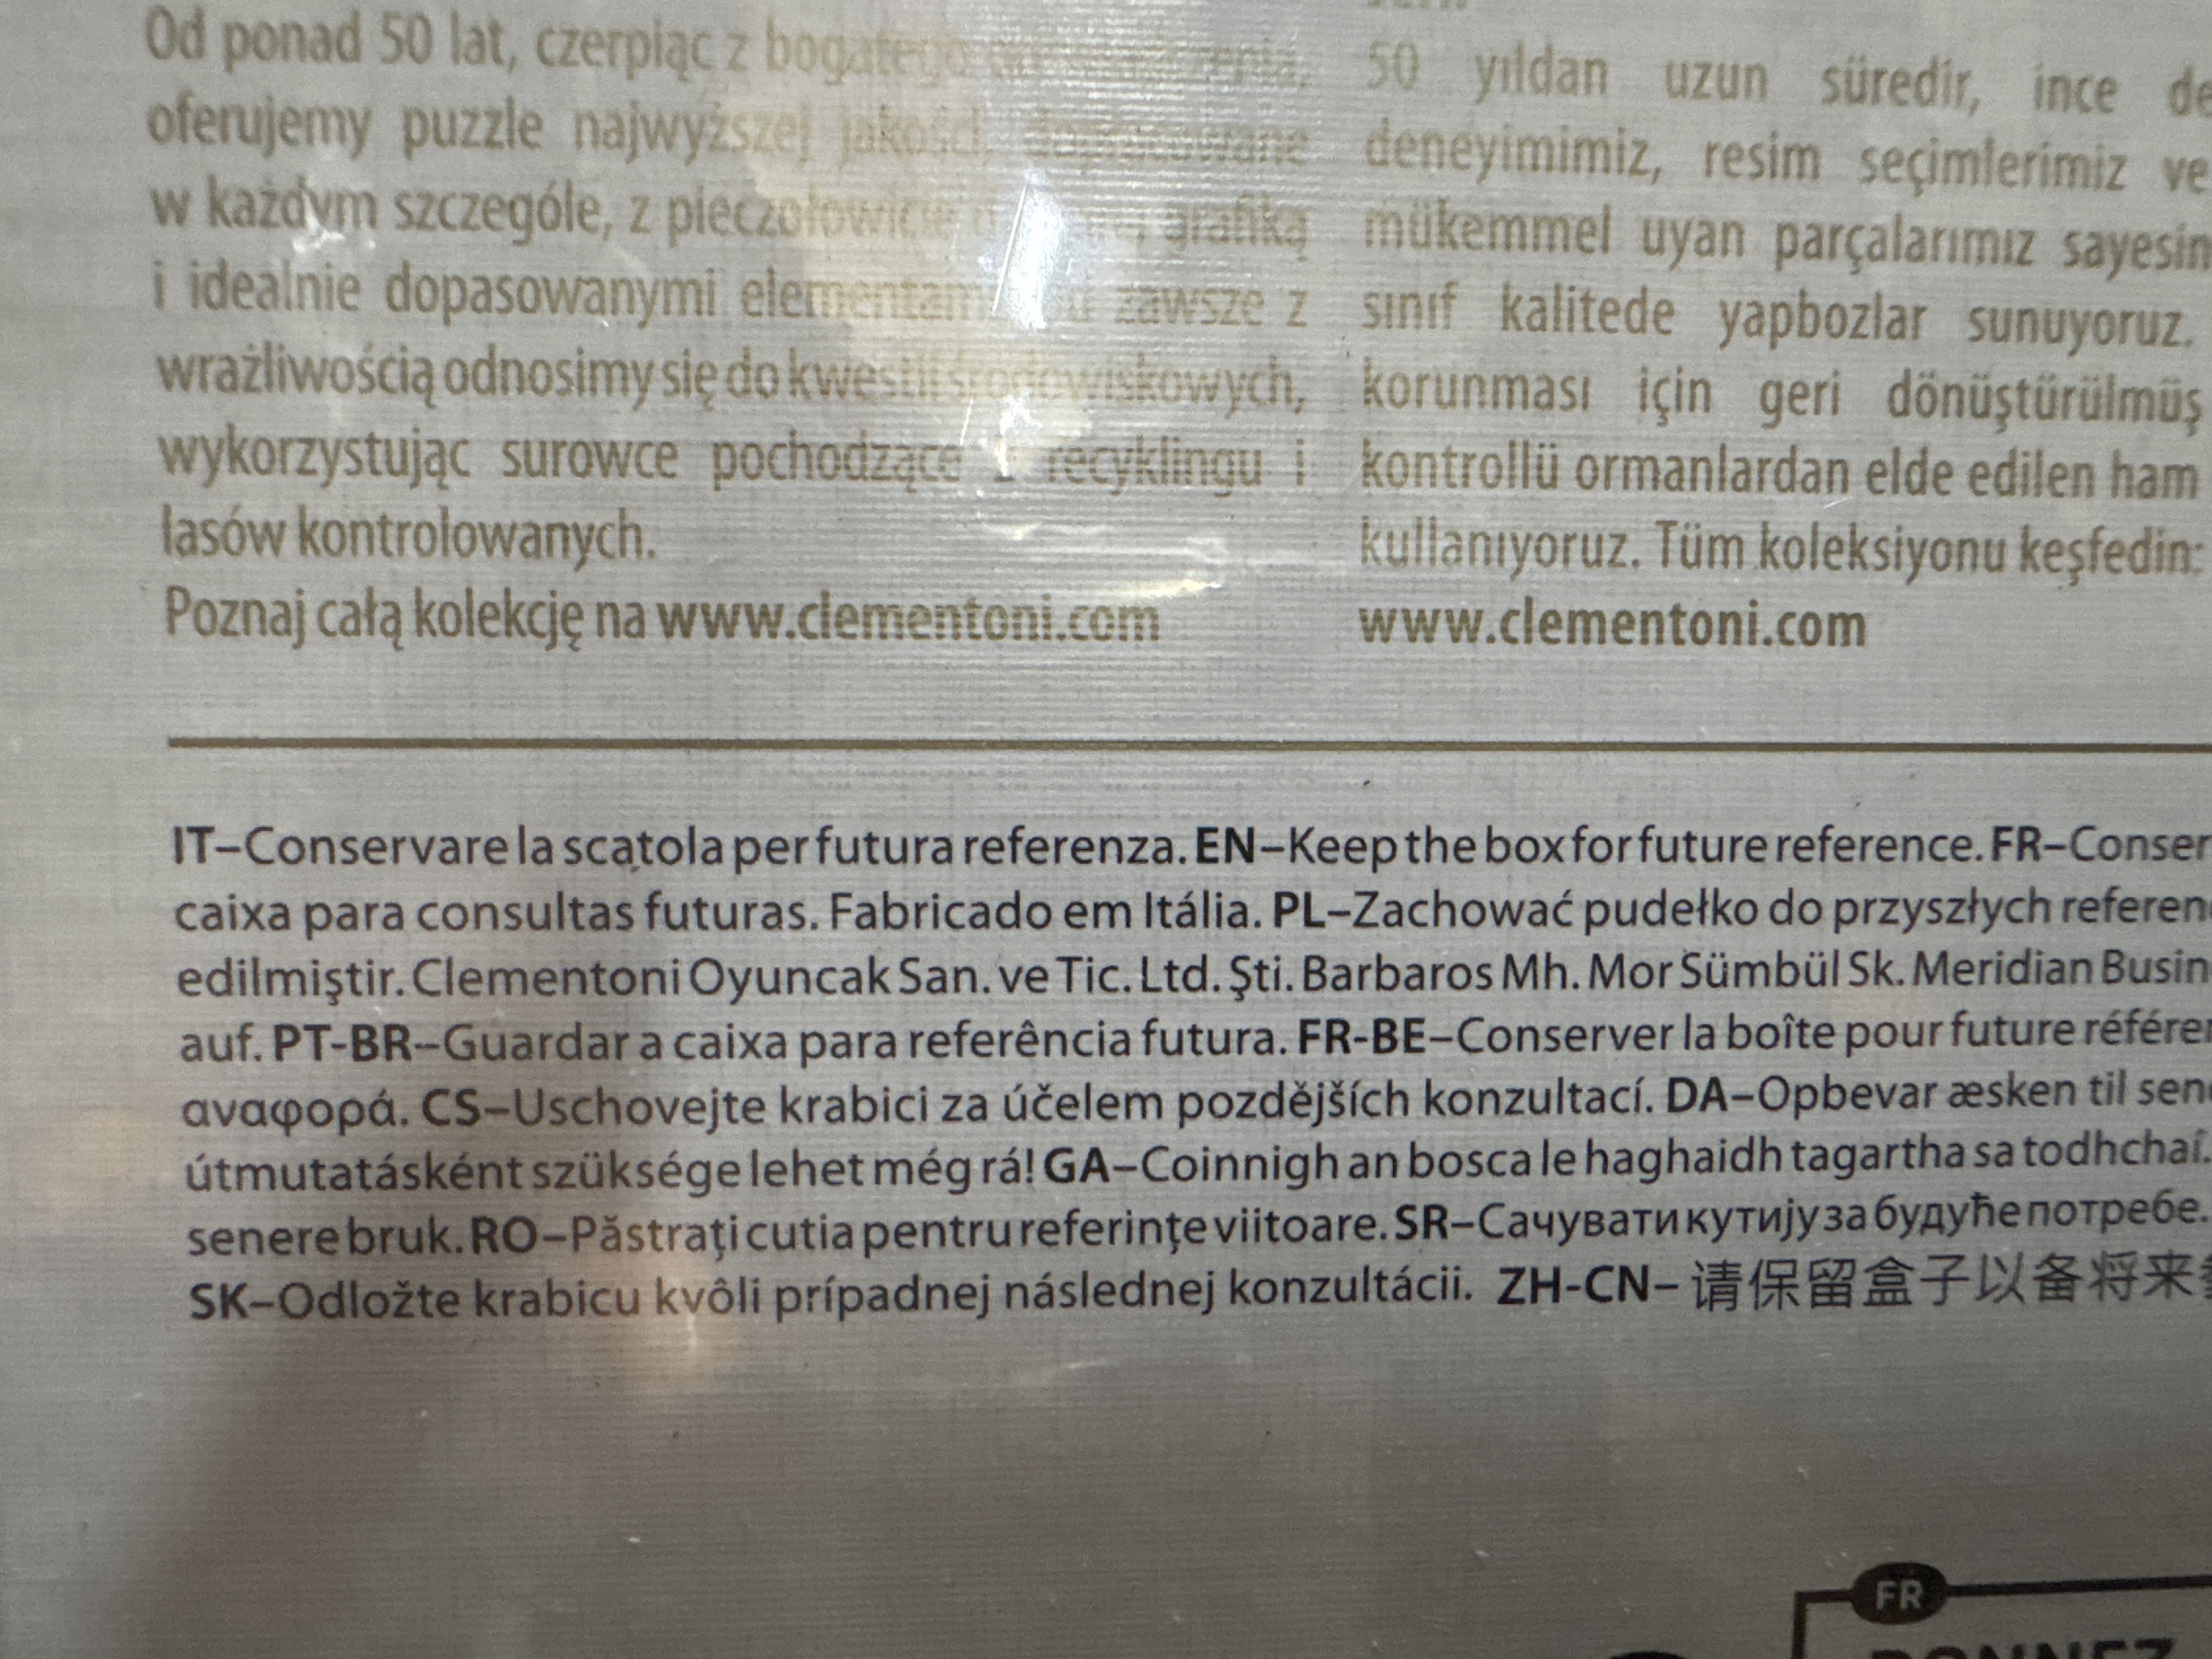 Od ponad 50 lat, czerpiąc z bogatego
oferujemy puzzle najwyższej jakości, dopracowane
w każdym szczególe, z pieczołowicie grafiką
i idealnie dopasowanymi elementami zawsze z
wrażliwością odnosimy się do kwestii środowiskowych,
wykorzystując surowce pochodzące z recyklingu i
lasów kontrolowanych.
Poznaj całą kolekcję na www.clementoni.com
50 yıldan uzun süredir, ince
deneyimimiz, resim seçimlerimiz ve
mükemmel uyan parçalarımız
sınıf kalitede yapbozlar sunuyoruz.
korunması için geri dönüştürülmüş
kontrollü ormanlardan elde edilen ham
kullanıyoruz. Tüm koleksiyonu keşfedin:
www.clementoni.com
IT–Conservare la scatola per futura referenza. EN–Keep the box for future reference. FR–Conser
caixa para consultas futuras. Fabricado em Itália. PL–Zachować pudełko do przyszłych referen
edilmiştir. Clementoni Oyuncak San. ve Tic. Ltd. Şti. Barbaros Mh. Mor Sümbül Sk. Meridian Busin
auf. PT-BR–Guardar a caixa para referência futura. FR-BE–Conserver la boîte pour future référe
αναφορά. CS–Uschovejte krabici za účelem pozdějších konzultací. DA–Opbevar æsken til sen
útmutatásként szüksége lehet még rá! GA–Coinnigh an bosca le haghaidh tagartha sa todhchaí.
senere bruk. RO–Păstrați cutia pentru referințe viitoare. SR–Сачувати кутију за будуће потребе.
SK–Odložte krabicu kvôli prípadnej následnej konzultácii. ZH-CN– 请保留盒子以备将来
FR